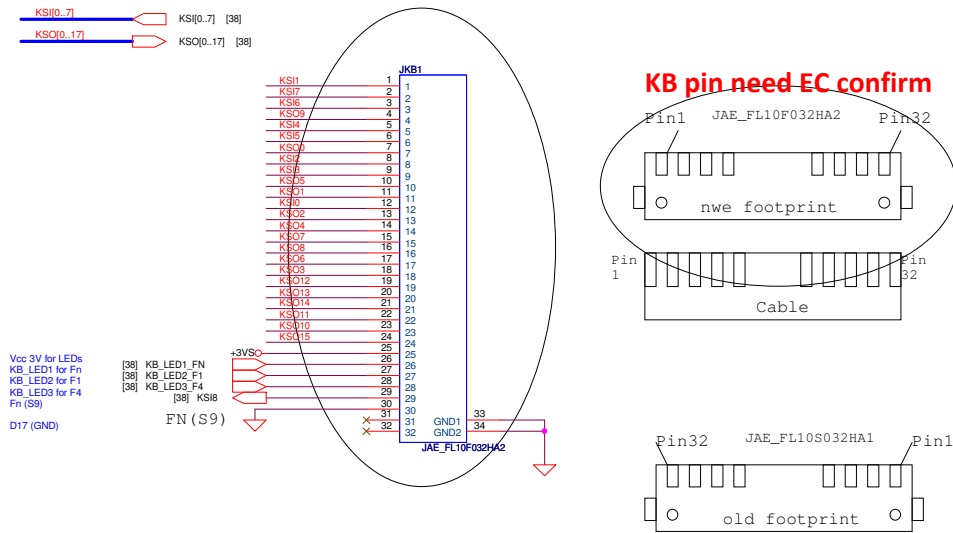 KSI[0..7]
KSI[0..7] [38]
KSO[0..17]
KSO[0..17] [38]
JKB1
KSI1 1 1
KSI7 2 2
KSI6 3 3
KSO9 4 4
KSI4 5 5
KSI5 6 6
KSO0 7 7
KSI2 8 8
KSI3 9 9
KSO5 10 10
KSO1 11 11
KSI0 12 12
KSO2 13 13
KSO4 14 14
KSO7 15 15
KSO8 16 16
KSO6 17 17
KSO3 18 18
KSO12 19 19
KSO13 20 20
KSO14 21 21
KSO11 22 22
KSO10 23 23
KSO15 24 24
+3VS 25 25
[38] KB_LED1_FN 26 26
[38] KB_LED2_F1 27 27
[38] KB_LED3_F4 28 28
[38] KSI8 29 29
30 30
31 31
32 32
GND1 33
GND2 34
JAE_FL10F032HA2
Vcc 3V for LEDs
KB_LED1 for Fn
KB_LED2 for F1
KB_LED3 for F4
Fn (S9)
D17 (GND)
FN(S9)
KB pin need EC confirm
Pin1 JAE_FL10F032HA2 Pin32
nwe footprint
Pin 1
Pin 32
Cable
Pin32 JAE_FL10S032HA1 Pin1
old footprint